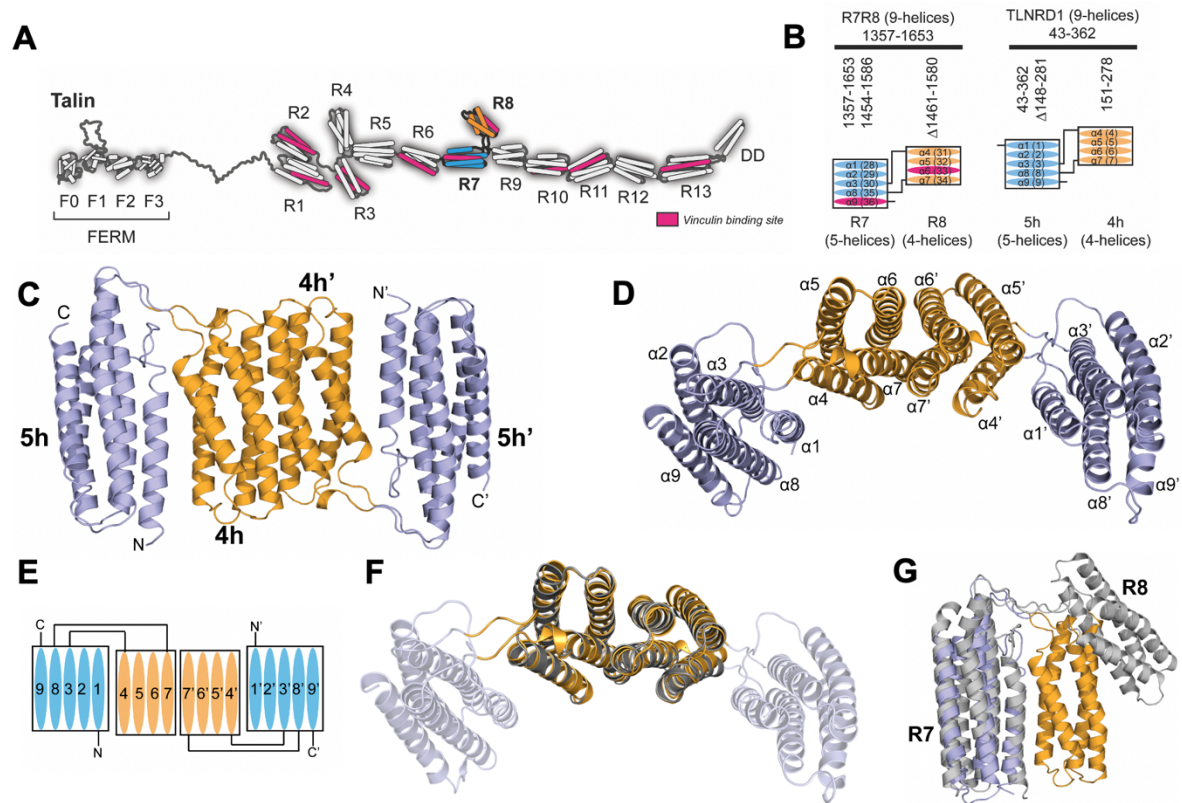 A
Talin
F0
F1
F2
F3
FERM
R1
R2
R3
R4
R5
R6
R7
R8
R9
R10
R11
R12
R13
DD
Vinculin binding site
B
R7R8 (9-helices)
1357-1653
TLNRD1 (9-helices)
43-362
1357-1653
1454-1586
Δ1461-1580
43-362
Δ148-281
151-278
α1 (28)
α2 (29)
α3 (30)
α8 (35)
α9 (36)
α4 (31)
α5 (32)
α6 (33)
α7 (34)
α1 (1)
α2 (2)
α3 (3)
α8 (8)
α9 (9)
α4 (4)
α5 (5)
α6 (6)
α7 (7)
R7
(5-helices)
R8
(4-helices)
5h
(5-helices)
4h
(4-helices)
C
4h'
N'
C
5h
5h'
C'
N
4h
D
α5
α6
α6'
α5'
α2
α3
α3'
α2'
α4
α7
α7'
α4'
α1
α1'
α9
α8
α8'
α9'
E
C
N'
9 8 3 2 1
4 5 6 7
7' 6' 5' 4'
1' 2' 3' 8' 9'
N
C'
F
G
R8
R7